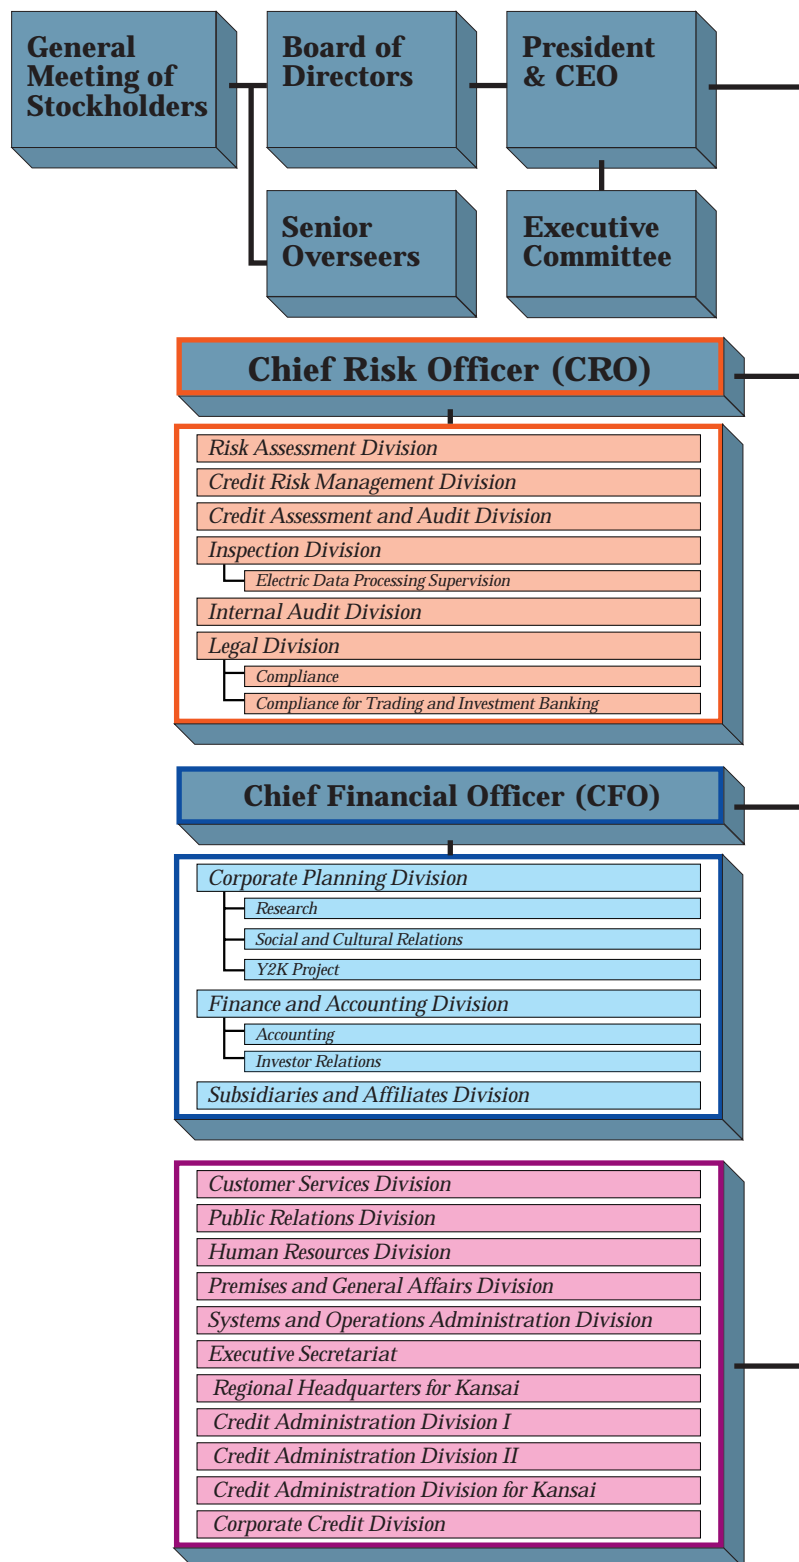 General
Meeting of
Stockholders
Board of
Directors
President
& CEO
Senior
Overseers
Executive
Committee
Chief Risk Officer (CRO)
Risk Assessment Division
Credit Risk Management Division
Credit Assessment and Audit Division
Inspection Division
Electric Data Processing Supervision
Internal Audit Division
Legal Division
Compliance
Compliance for Trading and Investment Banking
Chief Financial Officer (CFO)
Corporate Planning Division
Research
Social and Cultural Relations
Y2K Project
Finance and Accounting Division
Accounting
Investor Relations
Subsidiaries and Affiliates Division
Customer Services Division
Public Relations Division
Human Resources Division
Premises and General Affairs Division
Systems and Operations Administration Division
Executive Secretariat
Regional Headquarters for Kansai
Credit Administration Division I
Credit Administration Division II
Credit Administration Division for Kansai
Corporate Credit Division